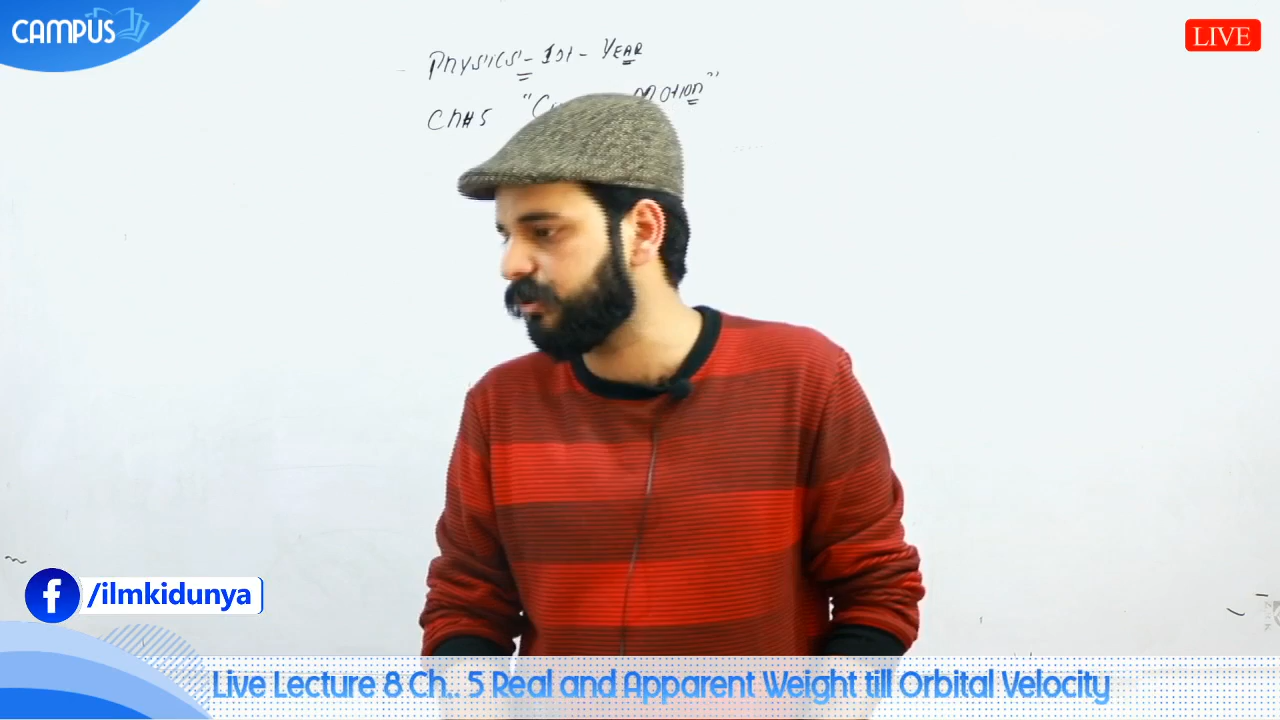 CAMPUS
LIVE
Physics - 1st - YEAR
Ch#5 " Motion"
/ilmkidunya
Live Lecture 8 Ch.. 5 Real and Apparent Weight till Orbital Velocity